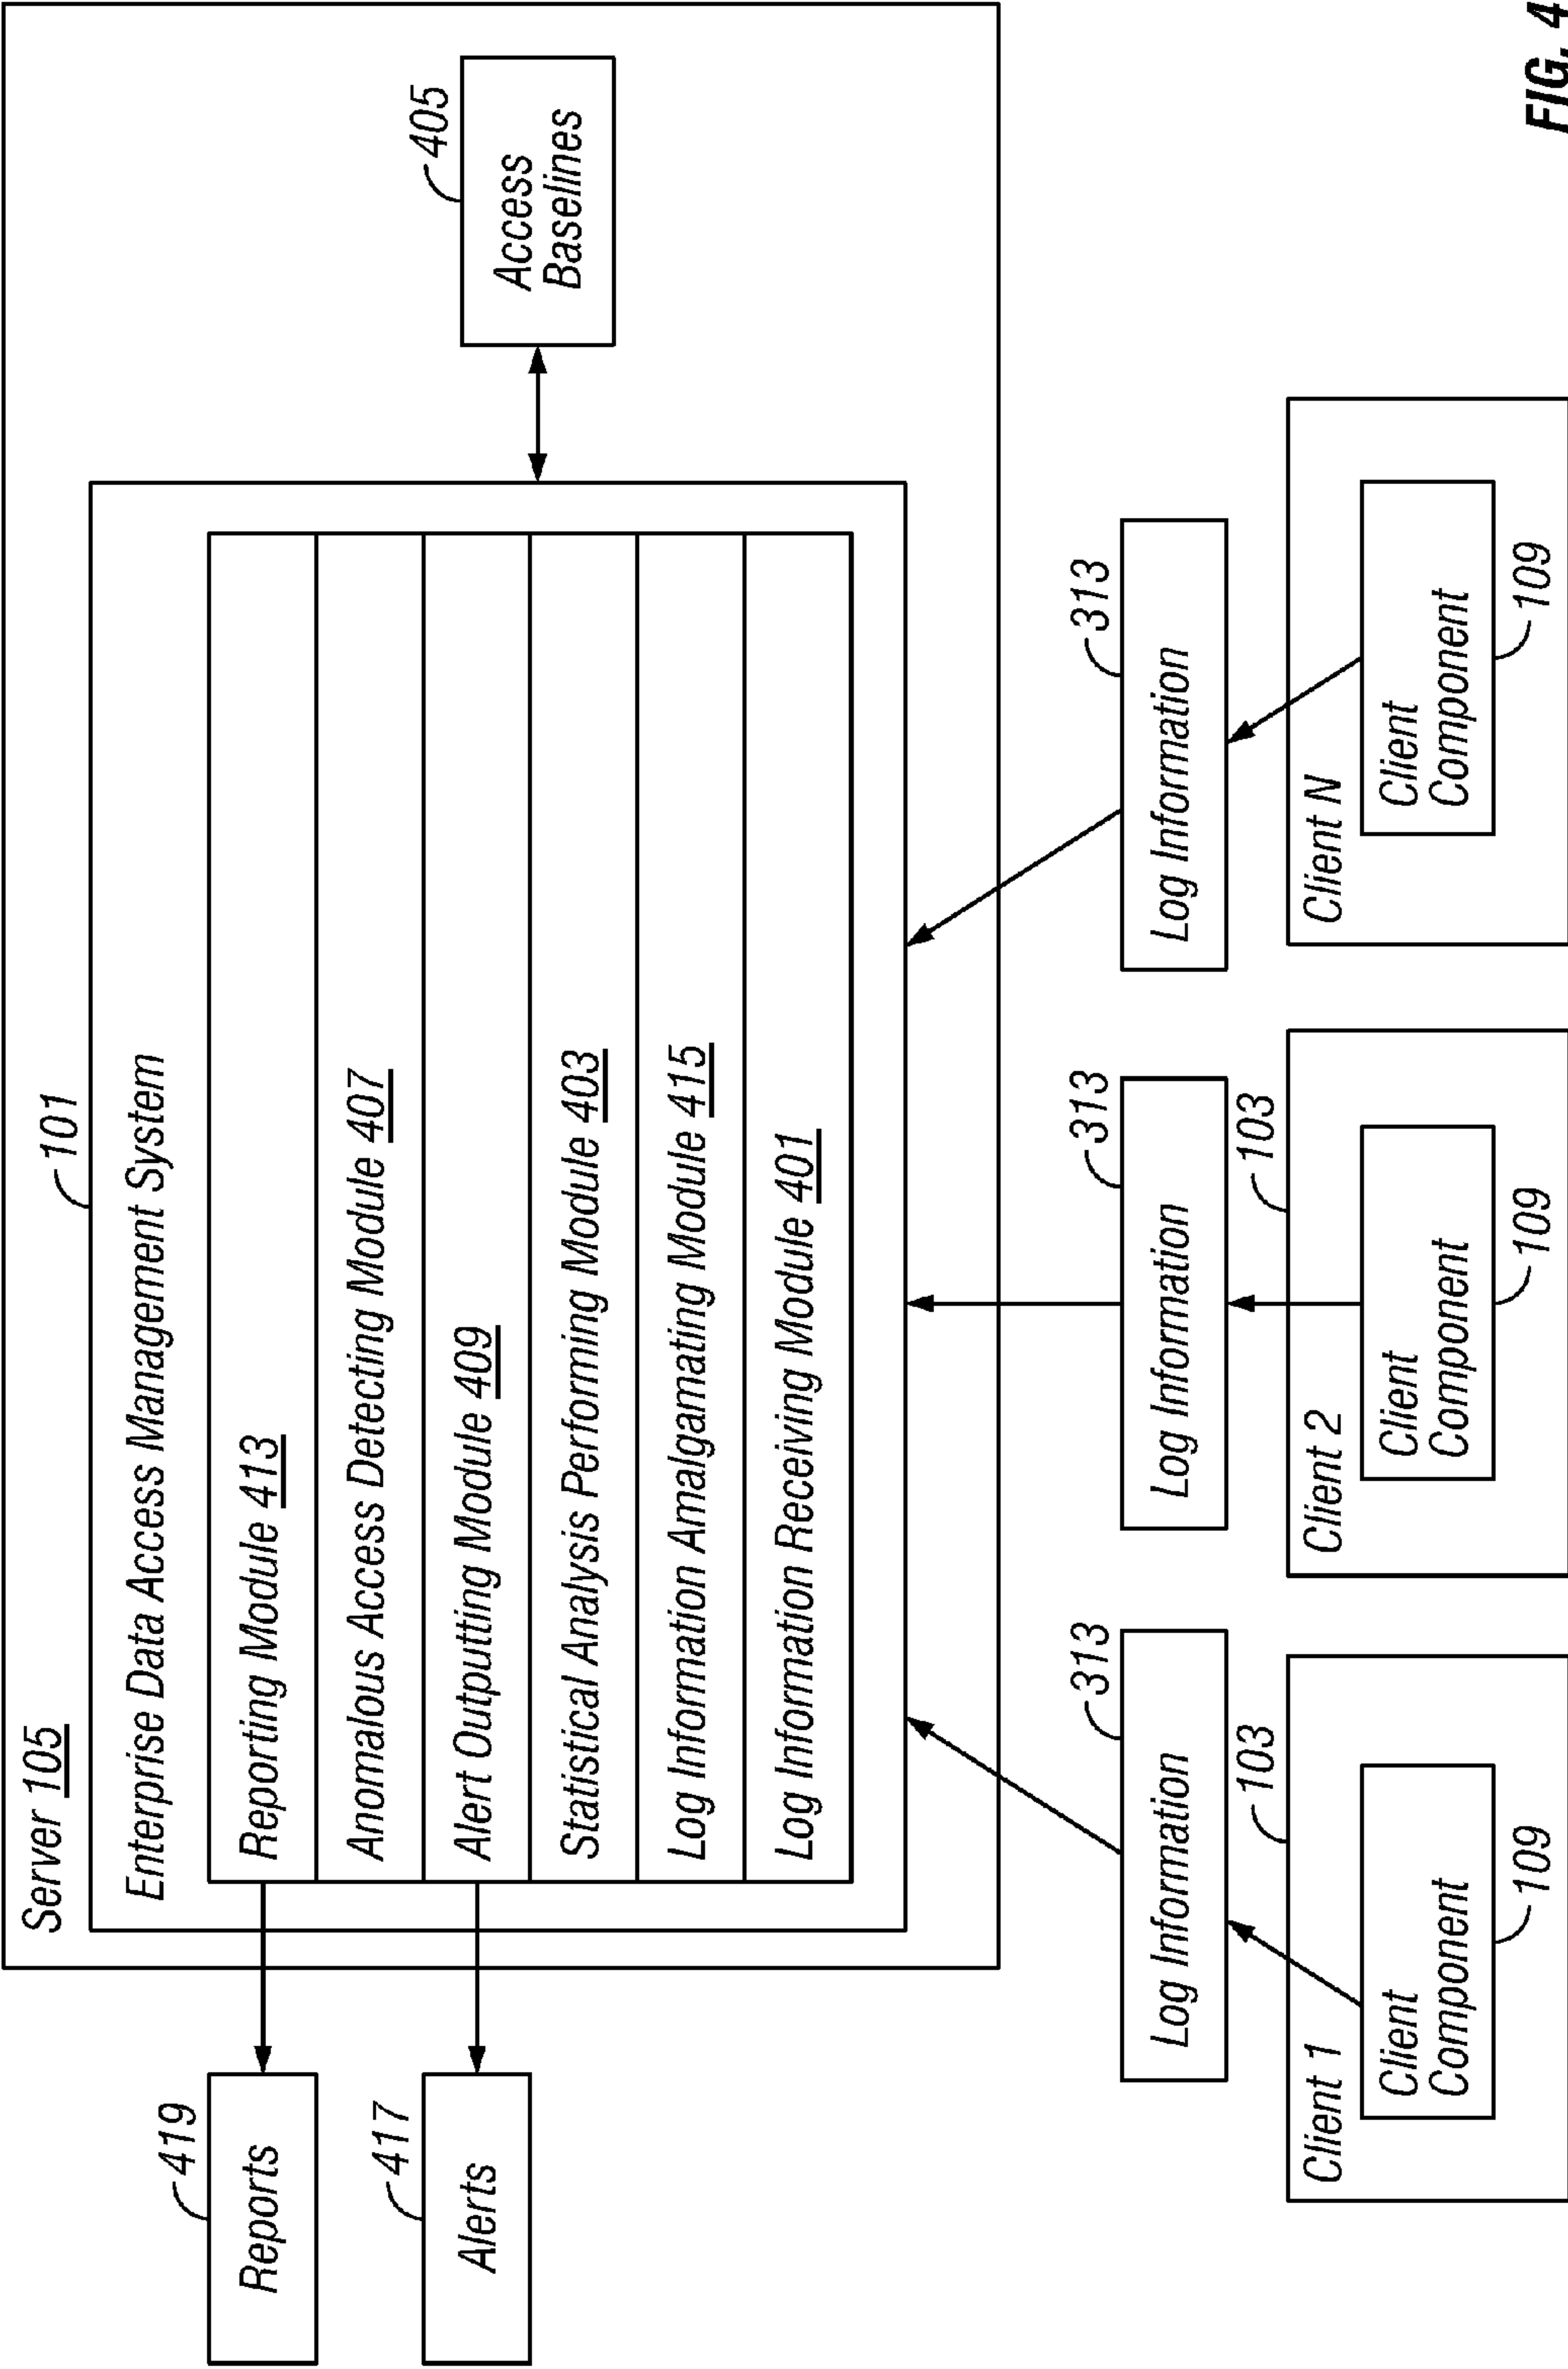 Server 105
101
Enterprise Data Access Management System
419
Reports
Reporting Module 413
Anomalous Access Detecting Module 407
417
Alerts
Alert Outputting Module 409
Statistical Analysis Performing Module 403
Log Information Amalgamating Module 415
Log Information Receiving Module 401
405
Access
Baselines
313
Log Information
313
Log Information
313
Log Information
103
Client 1
Client
Component
109
103
Client 2
Client
Component
109
Client N
Client
Component
109
FIG. 4